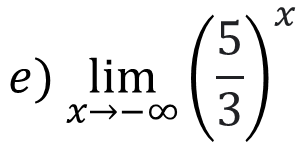 e) lim x→−∞ (5/3)^x